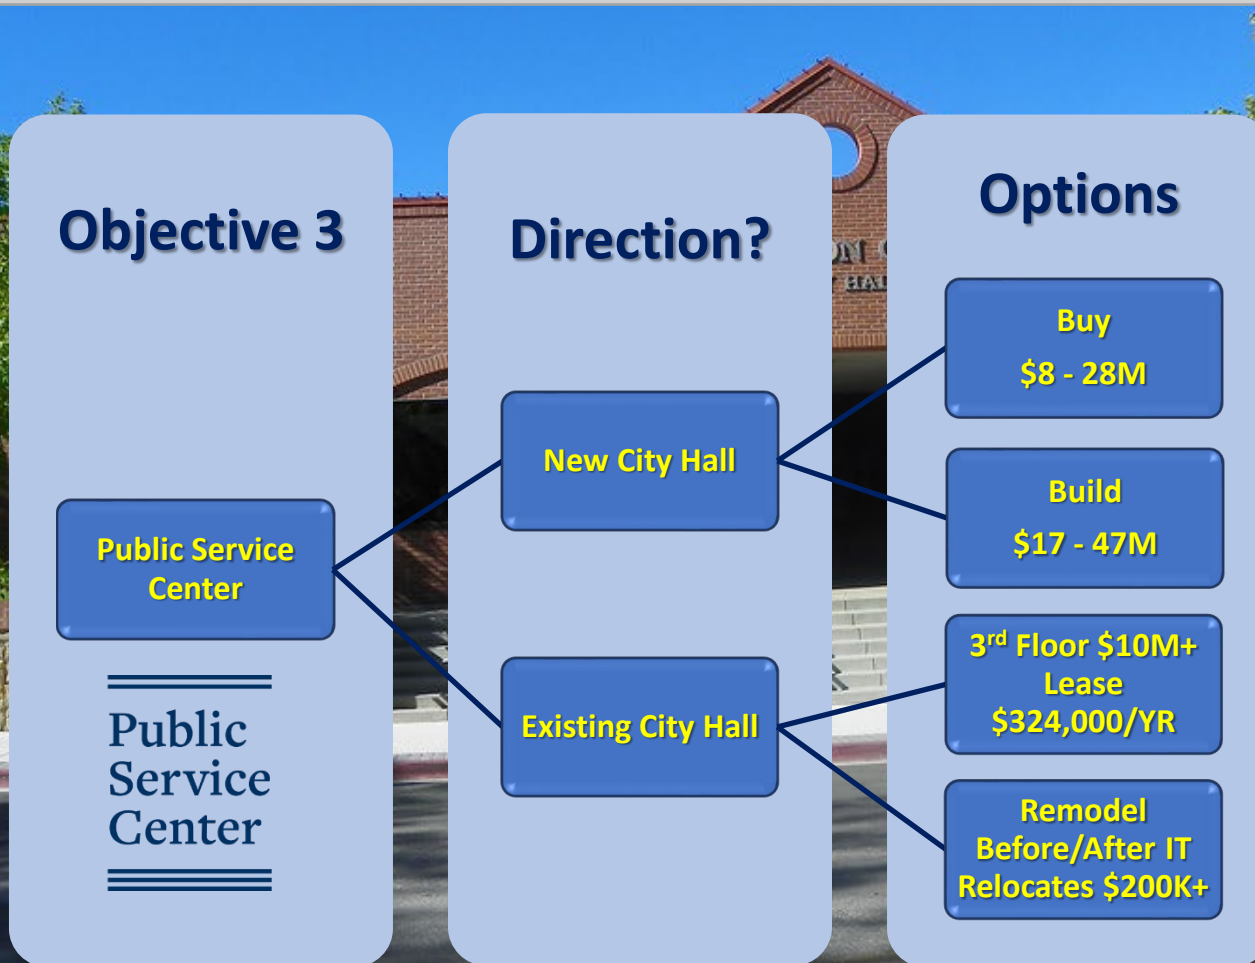 Objective 3
Public Service
Center
Public
Service
Center
Direction?
New City Hall
Existing City Hall
Options
Buy
$8 - 28M
Build
$17 - 47M
3rd Floor $10M+
Lease
$324,000/YR
Remodel
Before/After IT
Relocates $200K+